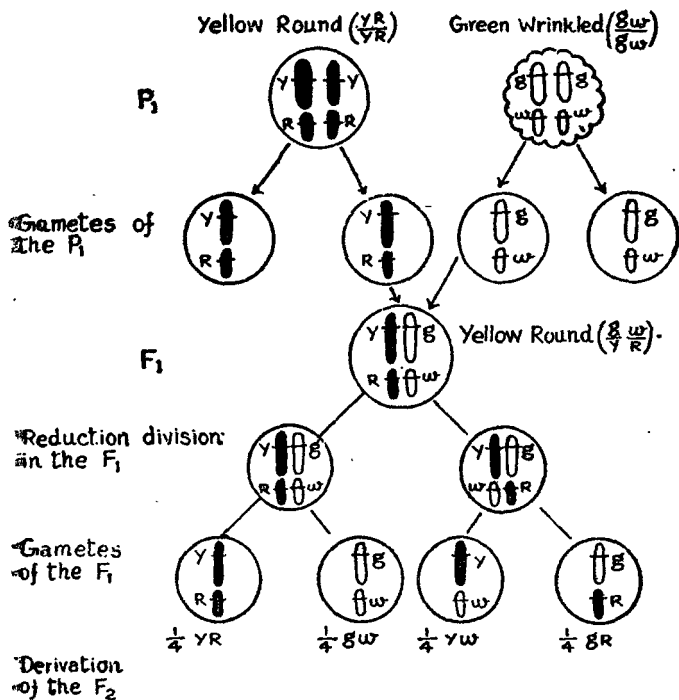 Yellow Round (YR/YR) Green Wrinkled (gw/gw)
P1
Y Y g g
R R w w
Gametes of
the P1
Y Y g g
R R w w
F1
Y g
R w
Yellow Round (g/Y w/R).
Reduction division
in the F1
Y g Y g
R w w R
Gametes
of the F1
Y g Y g
R w w R
1/4 YR 1/4 gw 1/4 Yw 1/4 gR
Derivation
of the F2